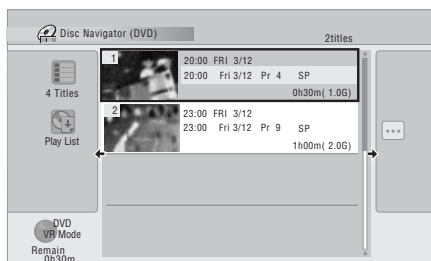 Disc Navigator (DVD)
2titles
4 Titles
Play List
1
20:00 FRI 3/12
20:00 Fri 3/12 Pr 4 SP
0h30m( 1.0G)
2
23:00 FRI 3/12
23:00 Fri 3/12 Pr 9 SP
1h00m( 2.0G)
DVD
VR Mode
Remain
0h30m